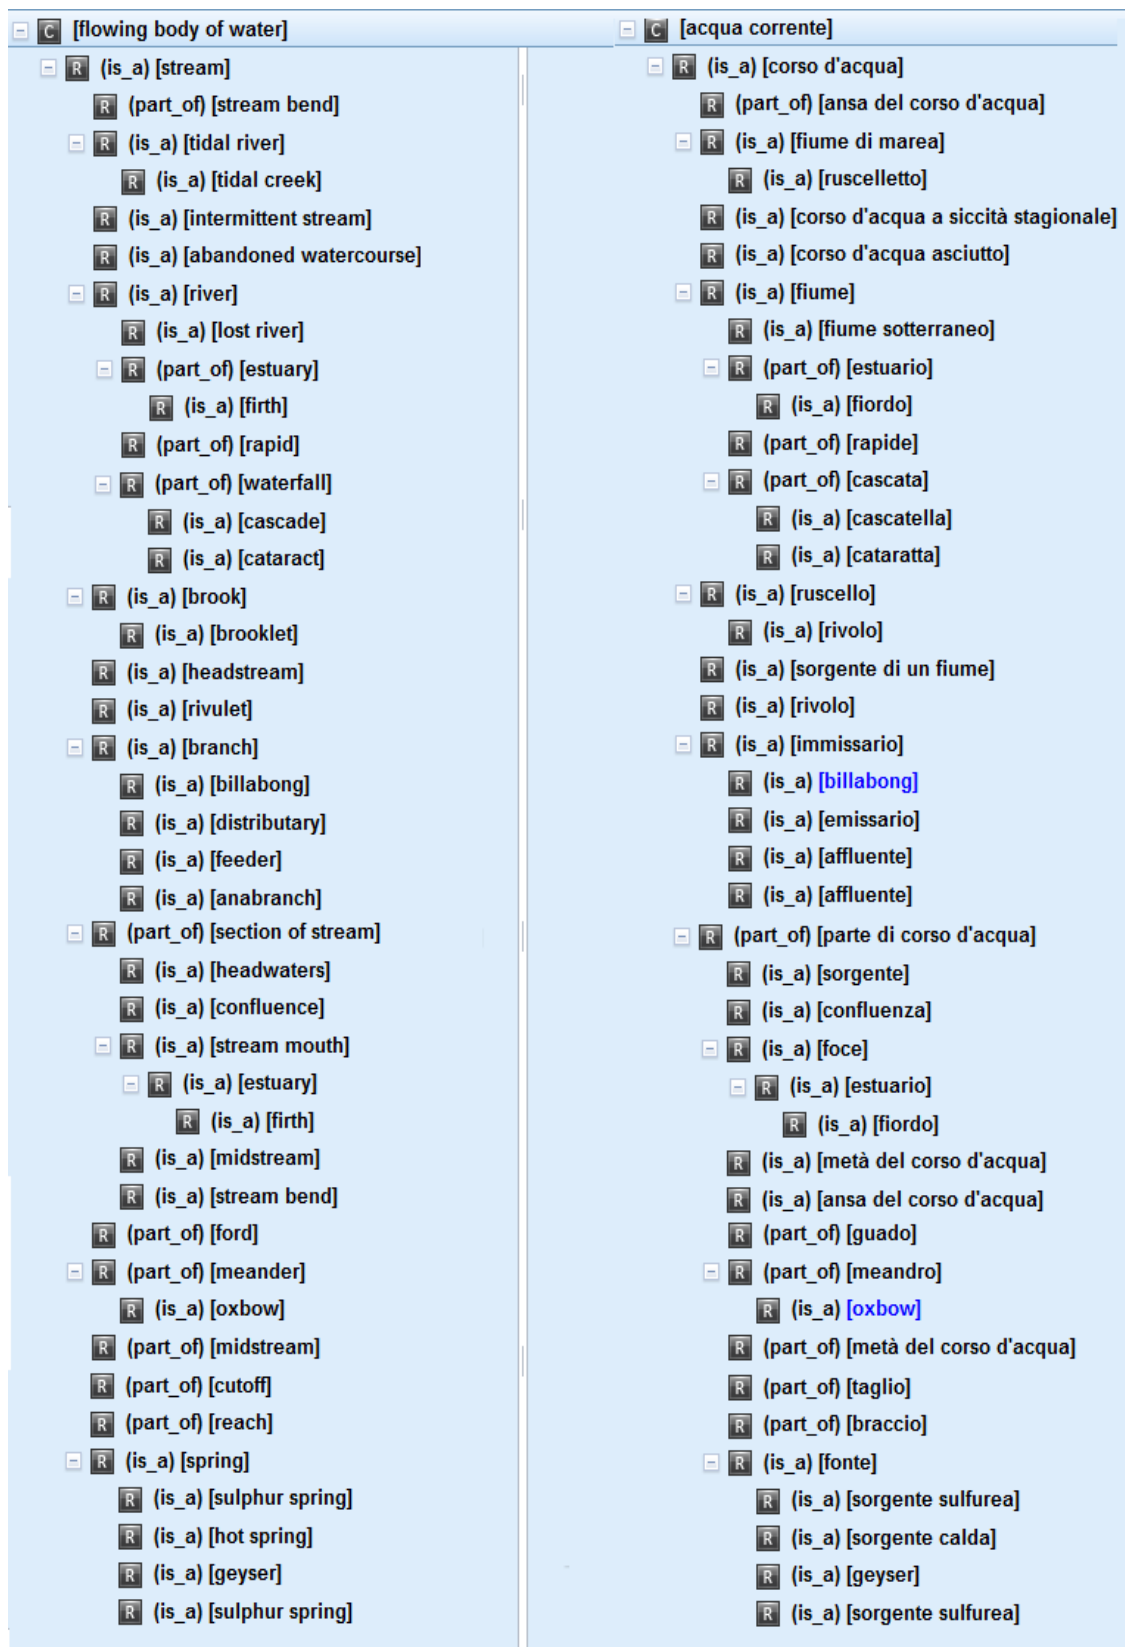 C [flowing body of water]
R (is_a) [stream]
R (part_of) [stream bend]
R (is_a) [tidal river]
R (is_a) [tidal creek]
R (is_a) [intermittent stream]
R (is_a) [abandoned watercourse]
R (is_a) [river]
R (is_a) [lost river]
R (part_of) [estuary]
R (is_a) [firth]
R (part_of) [rapid]
R (part_of) [waterfall]
R (is_a) [cascade]
R (is_a) [cataract]
R (is_a) [brook]
R (is_a) [brooklet]
R (is_a) [headstream]
R (is_a) [rivulet]
R (is_a) [branch]
R (is_a) [billabong]
R (is_a) [distributary]
R (is_a) [feeder]
R (is_a) [anabranch]
R (part_of) [section of stream]
R (is_a) [headwaters]
R (is_a) [confluence]
R (is_a) [stream mouth]
R (is_a) [estuary]
R (is_a) [firth]
R (is_a) [midstream]
R (is_a) [stream bend]
R (part_of) [ford]
R (part_of) [meander]
R (is_a) [oxbow]
R (part_of) [midstream]
R (part_of) [cutoff]
R (part_of) [reach]
R (is_a) [spring]
R (is_a) [sulphur spring]
R (is_a) [hot spring]
R (is_a) [geyser]
R (is_a) [sulphur spring]
C [acqua corrente]
R (is_a) [corso d'acqua]
R (part_of) [ansa del corso d'acqua]
R (is_a) [fiume di marea]
R (is_a) [ruscelletto]
R (is_a) [corso d'acqua a siccità stagionale]
R (is_a) [corso d'acqua asciutto]
R (is_a) [fiume]
R (is_a) [fiume sotterraneo]
R (part_of) [estuario]
R (is_a) [fiordo]
R (part_of) [rapide]
R (part_of) [cascata]
R (is_a) [cascatella]
R (is_a) [cataratta]
R (is_a) [ruscello]
R (is_a) [rivolo]
R (is_a) [sorgente di un fiume]
R (is_a) [rivolo]
R (is_a) [immissario]
R (is_a) [billabong]
R (is_a) [emissario]
R (is_a) [affluente]
R (is_a) [affluente]
R (part_of) [parte di corso d'acqua]
R (is_a) [sorgente]
R (is_a) [confluenza]
R (is_a) [foce]
R (is_a) [estuario]
R (is_a) [fiordo]
R (is_a) [metà del corso d'acqua]
R (is_a) [ansa del corso d'acqua]
R (part_of) [guado]
R (part_of) [meandro]
R (is_a) [oxbow]
R (part_of) [metà del corso d'acqua]
R (part_of) [taglio]
R (part_of) [braccio]
R (is_a) [fonte]
R (is_a) [sorgente sulfurea]
R (is_a) [sorgente calda]
R (is_a) [geyser]
R (is_a) [sorgente sulfurea]